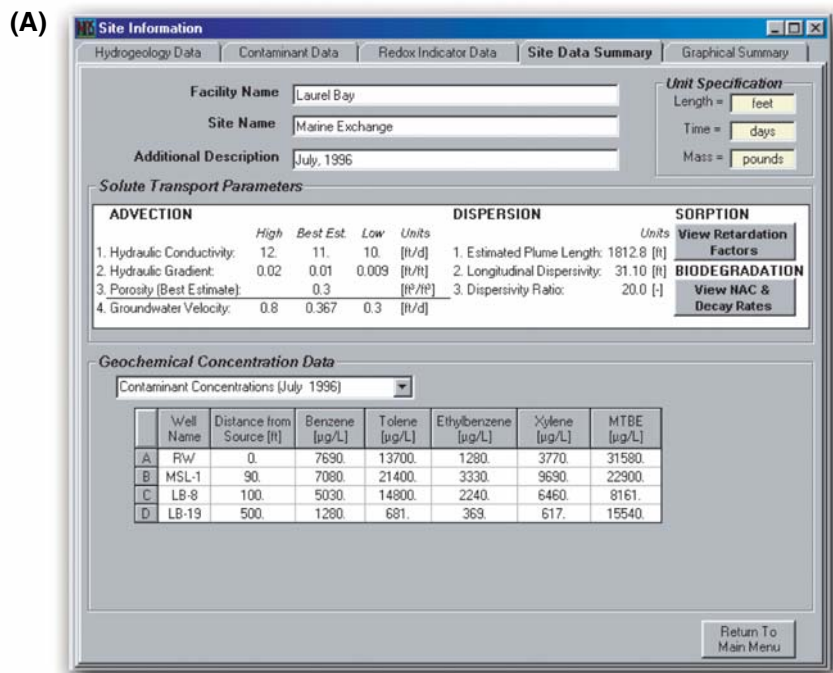 (A)
Site Information
Hydrogeology Data Contaminant Data Redox Indicator Data Site Data Summary Graphical Summary
Facility Name Laurel Bay
Site Name Marine Exchange
Additional Description July, 1996
Unit Specification
Length = feet
Time = days
Mass = pounds
Solute Transport Parameters
ADVECTION
High Best Est. Low Units
1. Hydraulic Conductivity: 12. 11. 10. [ft/d]
2. Hydraulic Gradient: 0.02 0.01 0.009 [ft/ft]
3. Porosity (Best Estimate): 0.3 [ft³/ft³]
4. Groundwater Velocity: 0.8 0.367 0.3 [ft/d]
DISPERSION
Units
1. Estimated Plume Length: 1812.8 [ft]
2. Longitudinal Dispersivity: 31.10 [ft]
3. Dispersivity Ratio: 20.0 [-]
SORPTION
View Retardation
Factors
BIODEGRADATION
View NAC &
Decay Rates
Geochemical Concentration Data
Contaminant Concentrations (July 1996)
Well Name Distance from Source [ft] Benzene [µg/L] Tolene [µg/L] Ethylbenzene [µg/L] Xylene [µg/L] MTBE [µg/L]
A RW 0. 7690. 13700. 1280. 3770. 31580.
B MSL-1 90. 7080. 21400. 3330. 9690. 22900.
C LB-8 100. 5030. 14800. 2240. 6460. 8161.
D LB-19 500. 1280. 681. 369. 617. 15540.
Return To
Main Menu